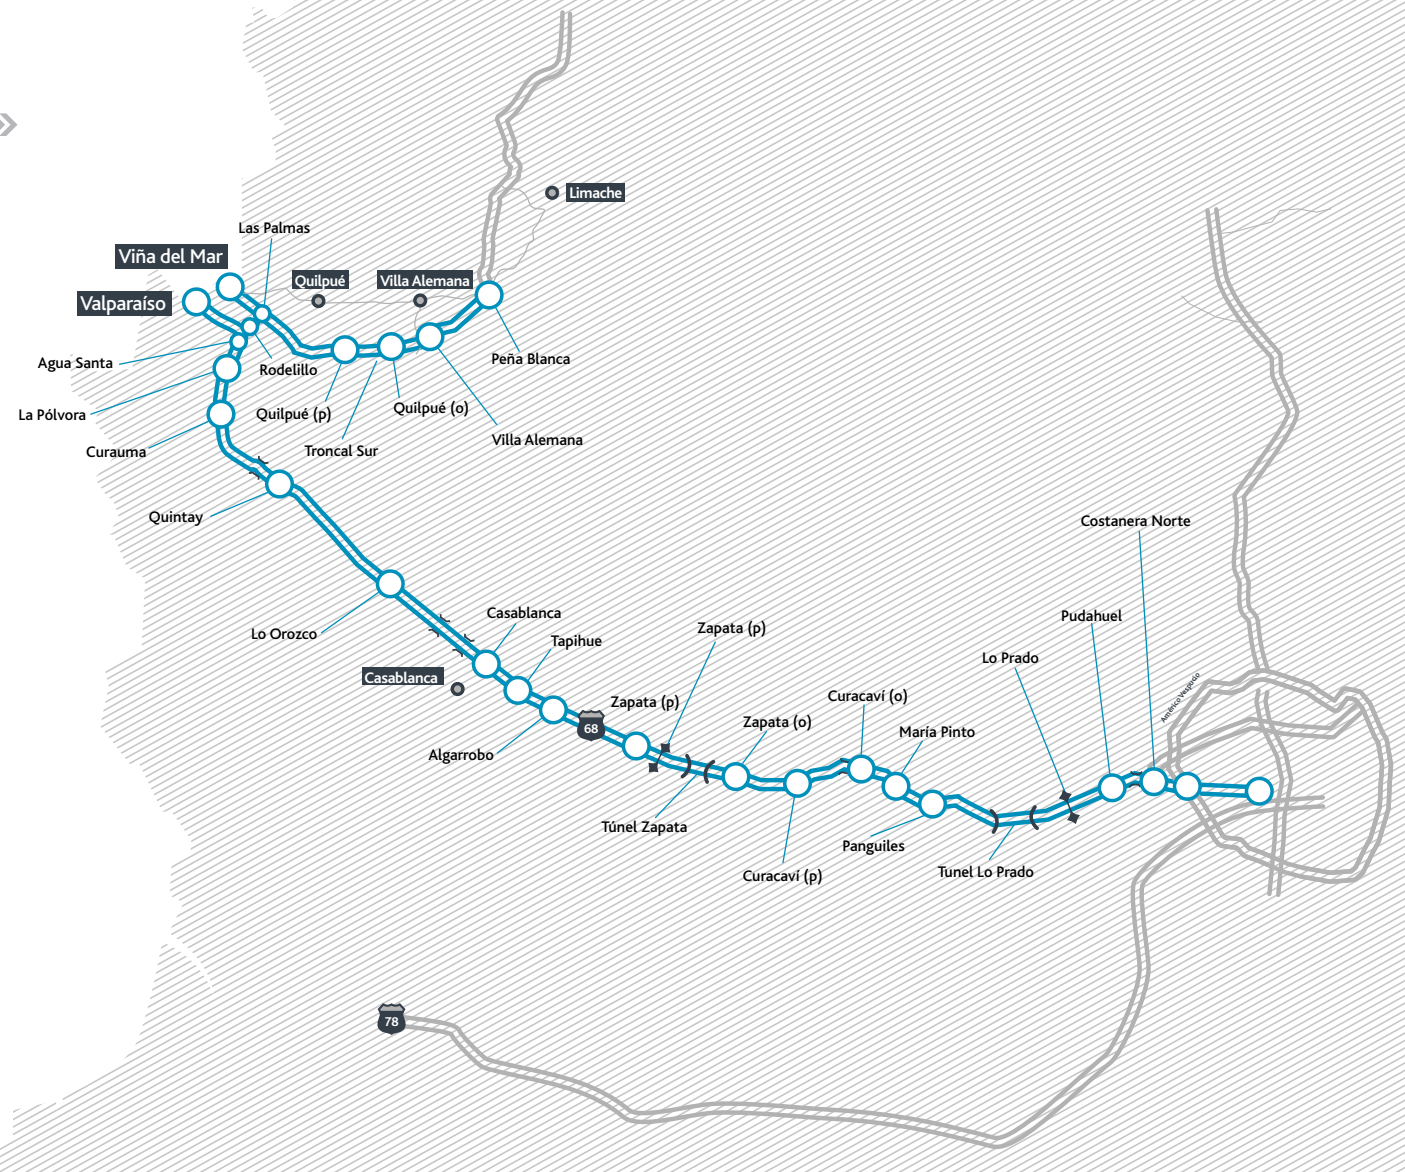 Limache
Las Palmas
Viña del Mar
Quilpué
Villa Alemana
Valparaíso
Agua Santa
Rodelillo
Peña Blanca
La Pólvora
Quilpué (p)
Quilpué (o)
Curauma
Troncal Sur
Villa Alemana
Quintay
Costanera Norte
Casablanca
Pudahuel
Lo Orozco
Tapihue
Zapata (p)
Lo Prado
Casablanca
Américo Vespucio
Zapata (p)
Curacaví (o)
68
Zapata (o)
María Pinto
Algarrobo
Túnel Zapata
Panguiles
Curacaví (p)
Tunel Lo Prado
78